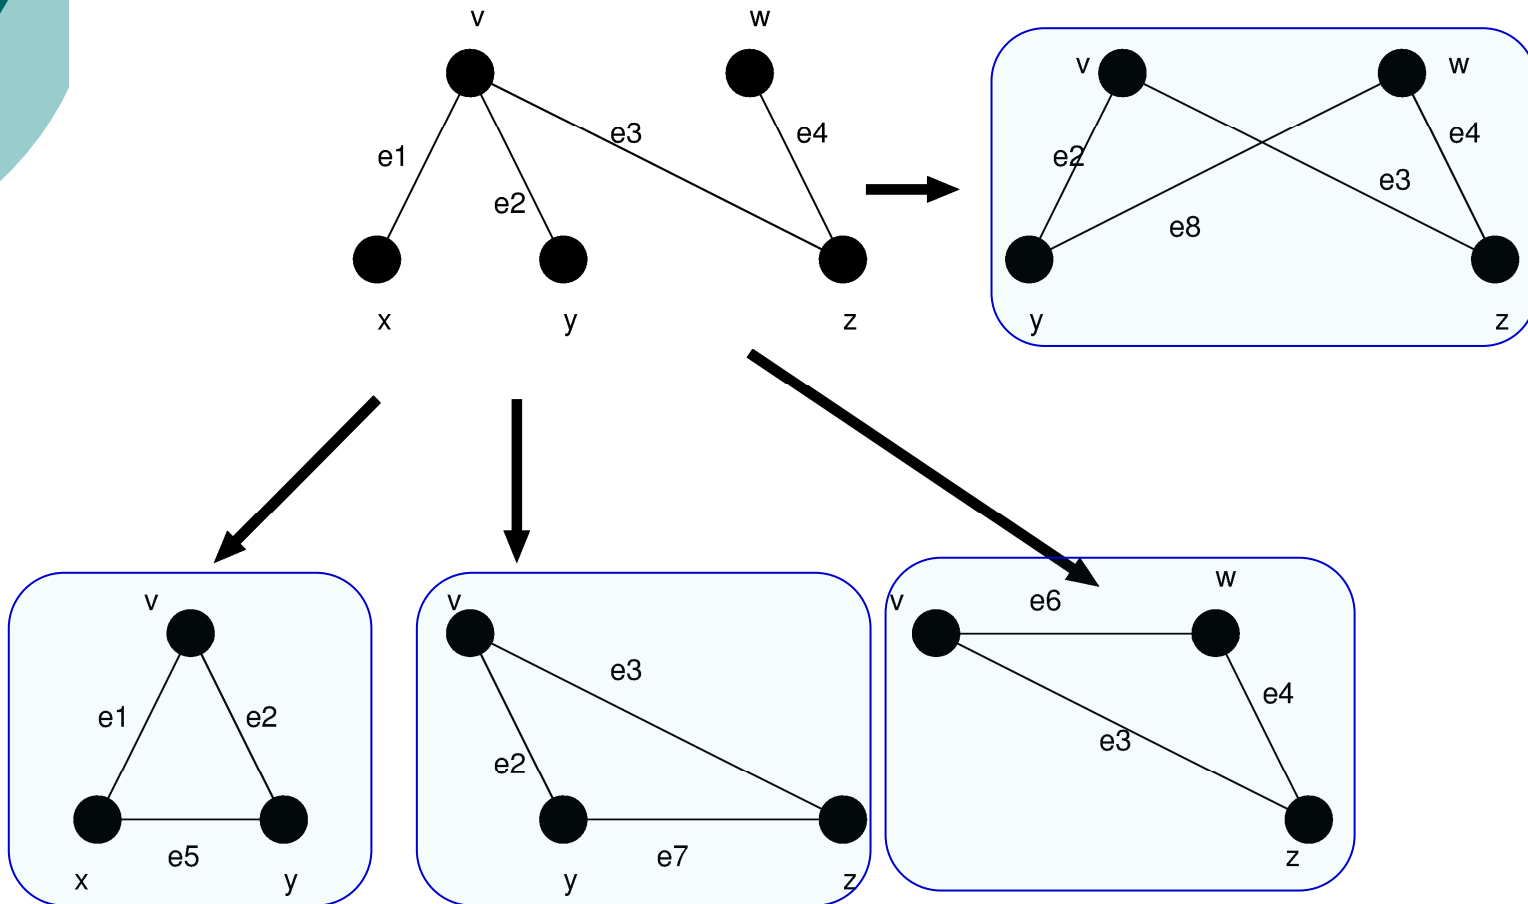 v w
e1 e2 e3 e4
x y z
v w
e2 e8 e3 e4
y z
v
e1 e2
e5
x y
v
e3
e2
e7
y z
v e6 w
e4
e3
z